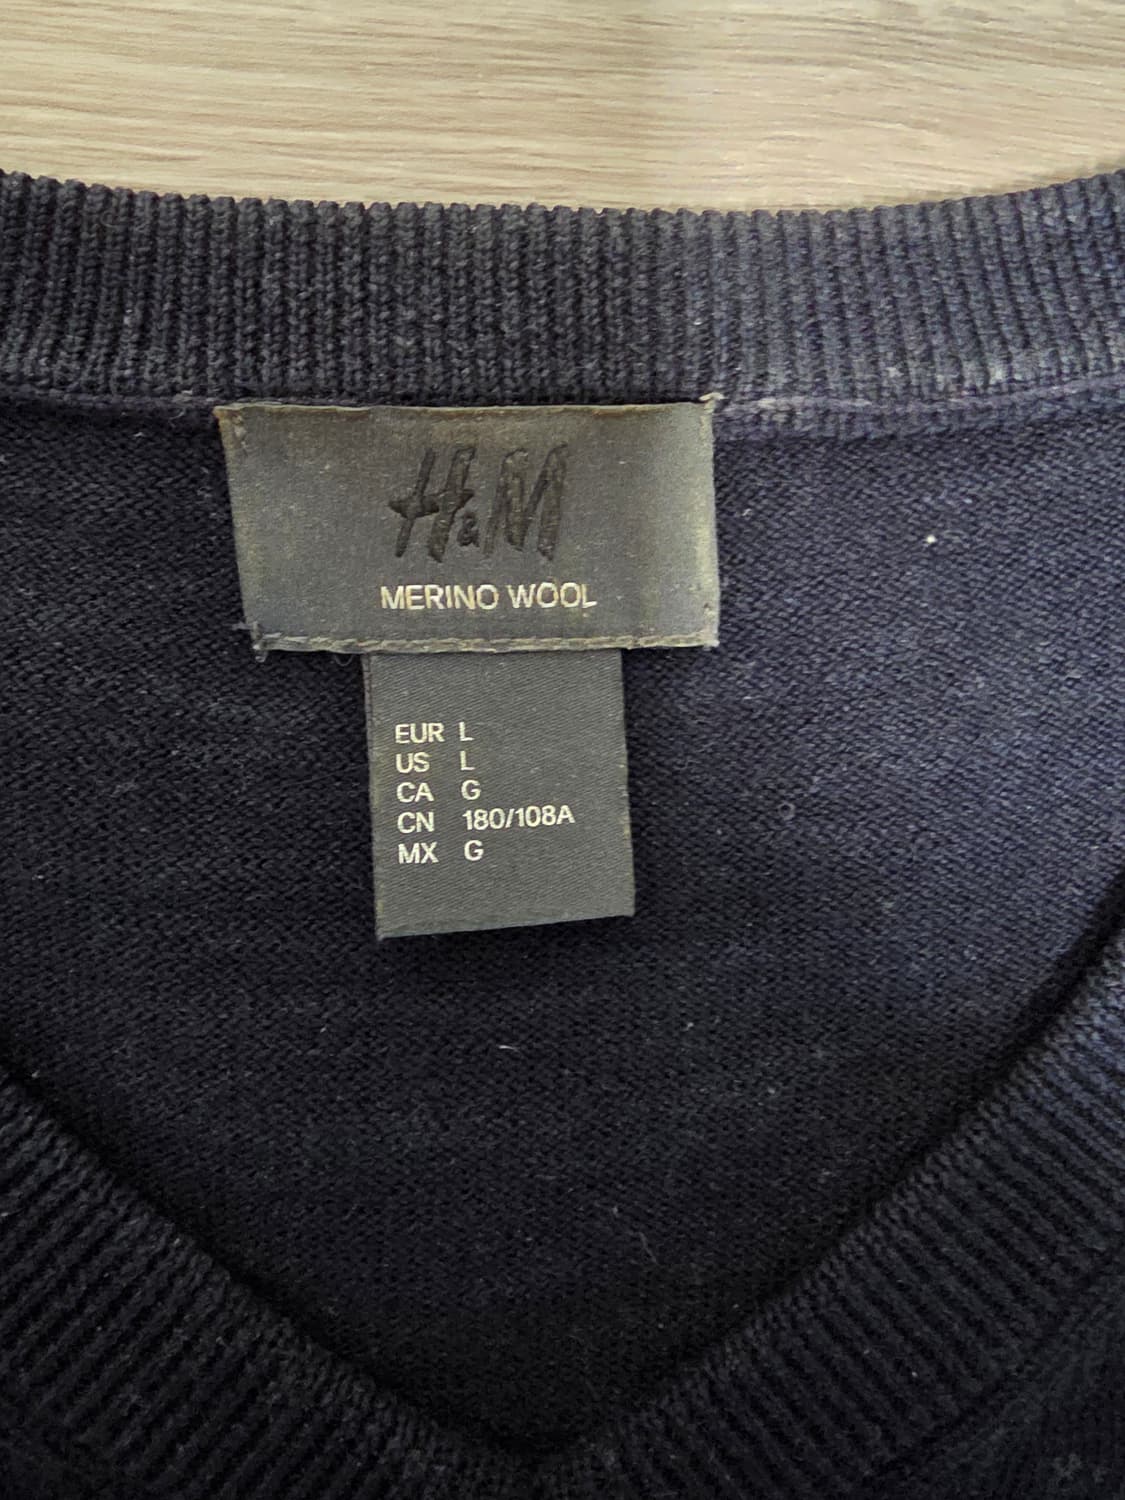 H&M
MERINO WOOL
EUR L
US L
CA G
CN 180/108A
MX G